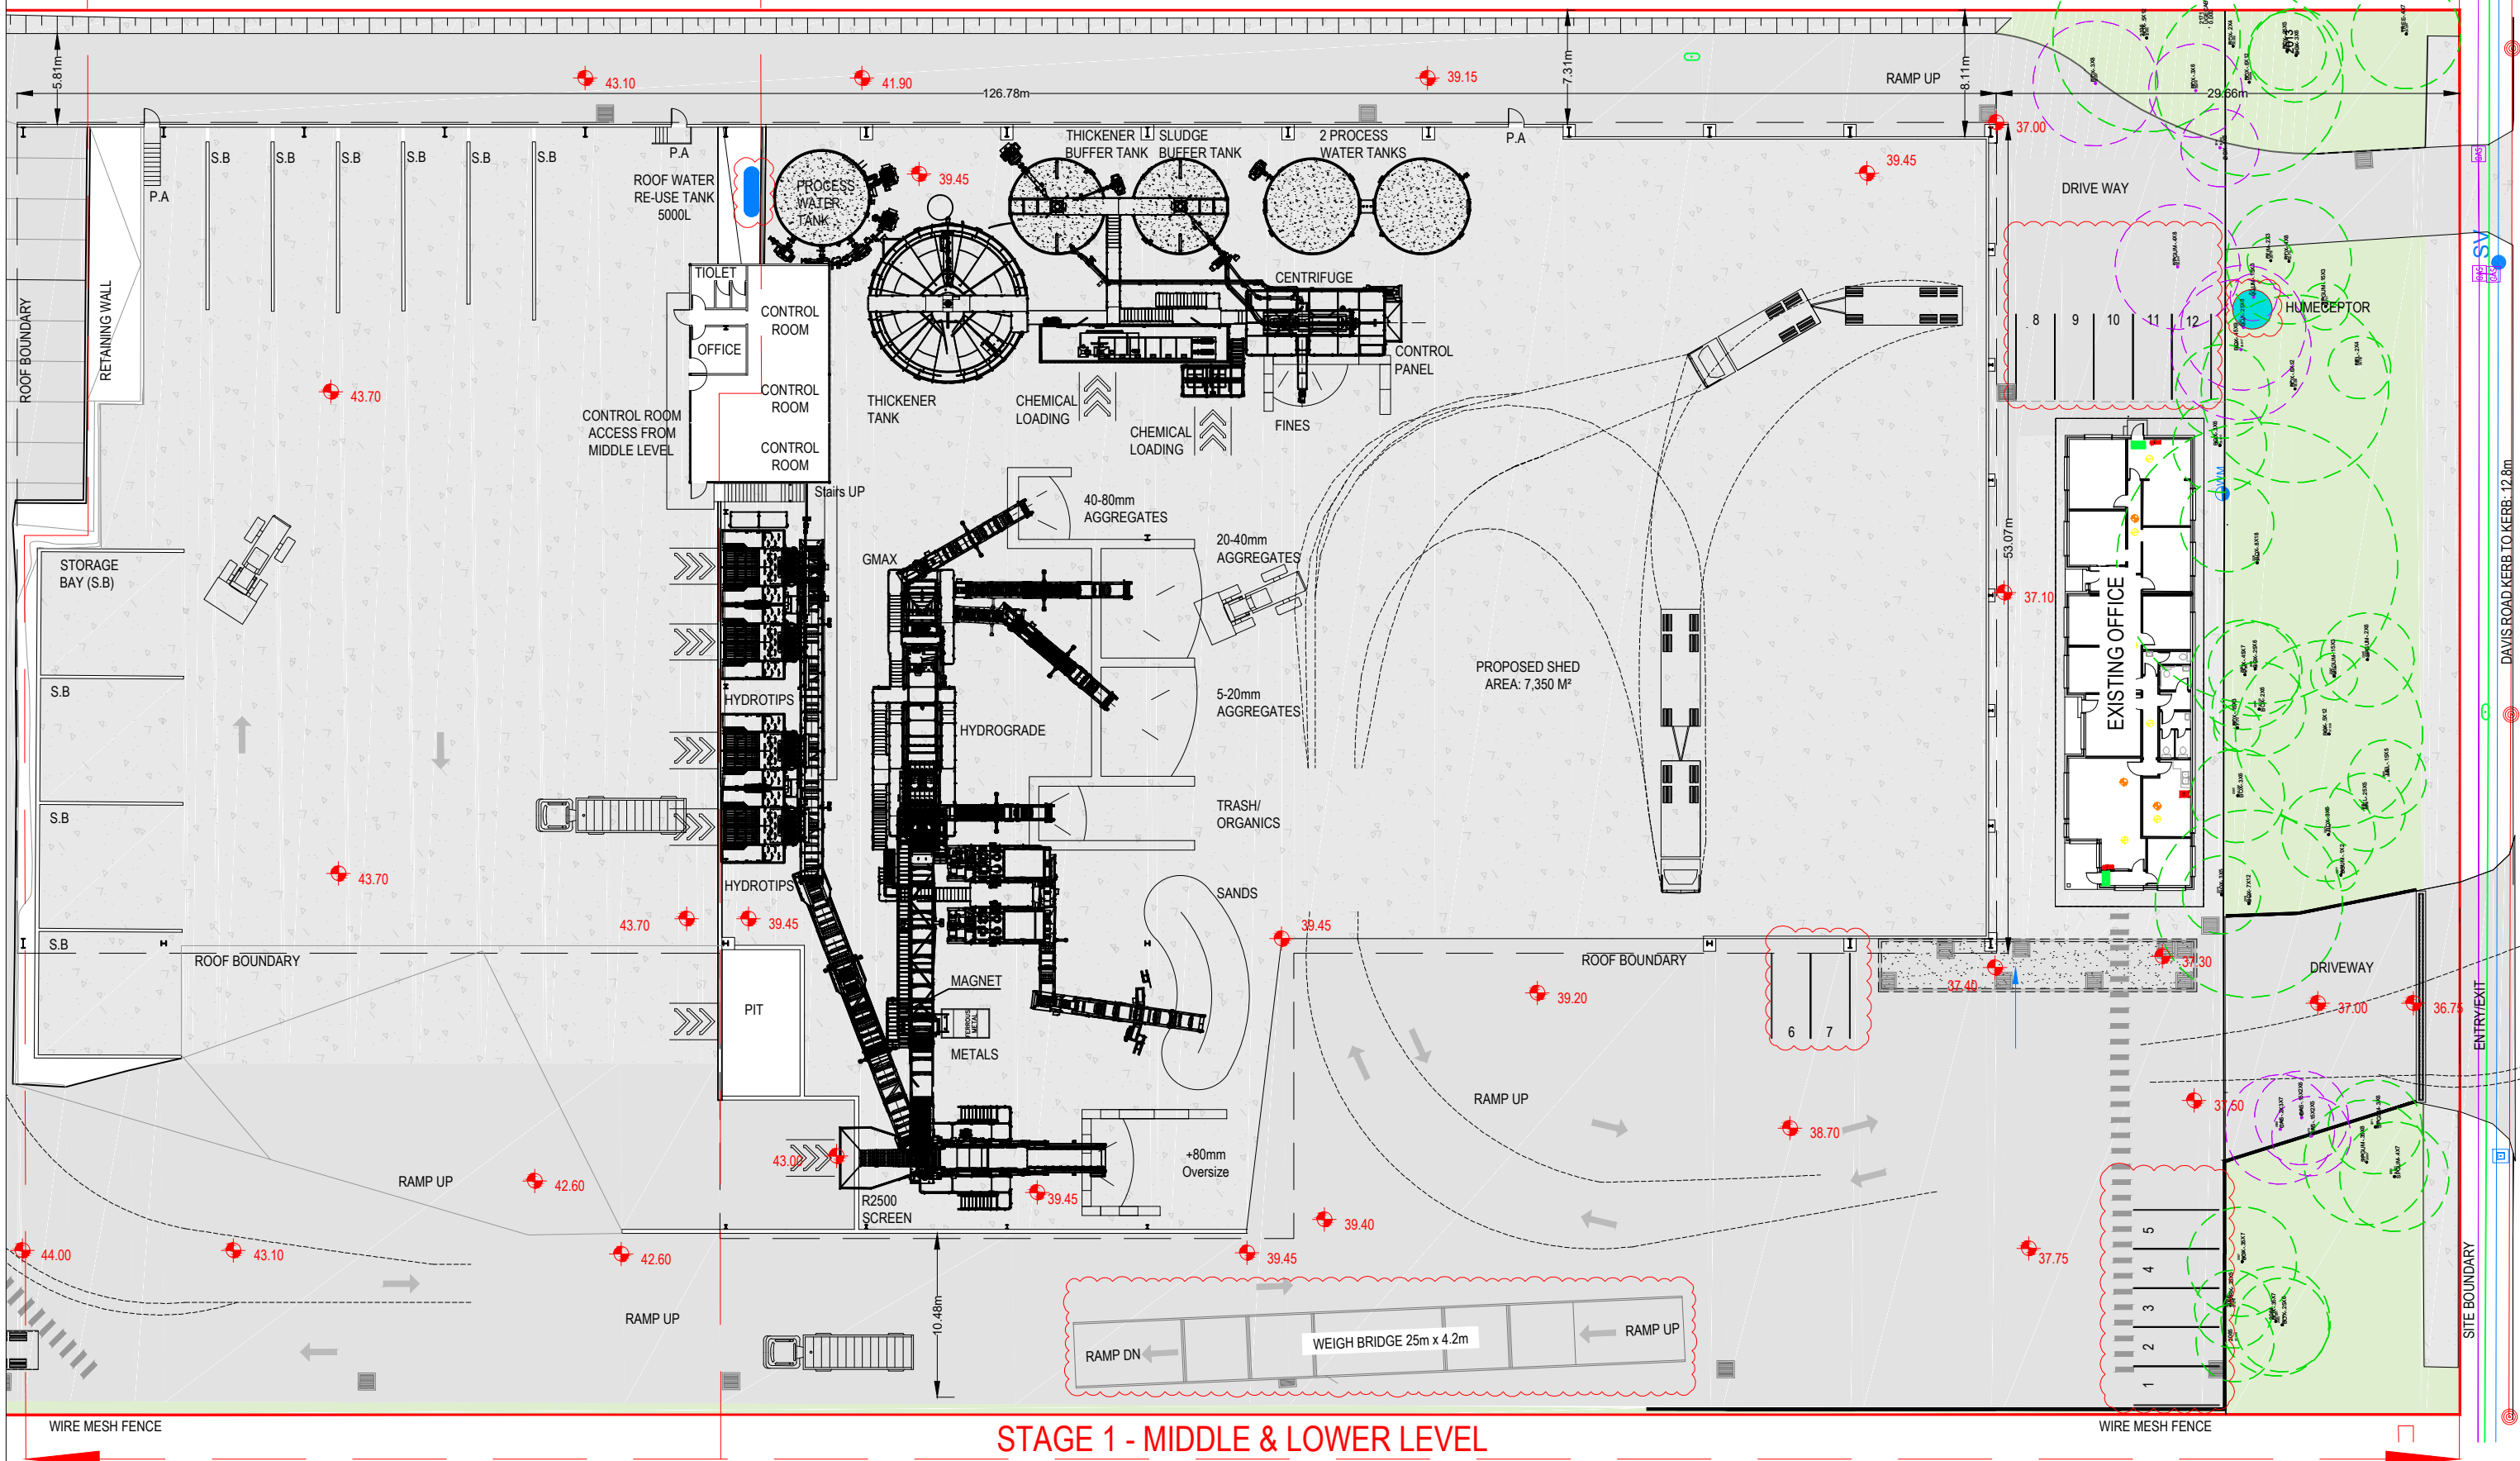 5.81m
43.10
41.90
126.78m
39.15
7.31m
RAMP UP
8.11m
29.66m
37.00
2013
S.B
S.B
S.B
S.B
S.B
S.B
P.A
P.A
P.A
ROOF WATER
RE-USE TANK
5000L
PROCESS
WATER
TANK
39.45
THICKENER
BUFFER TANK
SLUDGE
BUFFER TANK
2 PROCESS
WATER TANKS
39.45
DRIVE WAY
GAS
GAS
GAS
SV
ROOF BOUNDARY
RETAINING WALL
TIOLET
CONTROL
ROOM
OFFICE
CONTROL
ROOM
CONTROL
ROOM
CONTROL ROOM
ACCESS FROM
MIDDLE LEVEL
CENTRIFUGE
CONTROL
PANEL
THICKENER
TANK
CHEMICAL
LOADING
CHEMICAL
LOADING
FINES
8
9
10
11
12
HUMECEPTOR
43.70
Stairs UP
40-80mm
AGGREGATES
20-40mm
AGGREGATES
GMAX
STORAGE
BAY (S.B)
53.07m
37.10
EXISTING OFFICE
WM
DAVIS ROAD KERB TO KERB: 12.8m
PROPOSED SHED
AREA: 7,350 M²
S.B
HYDROTIPS
HYDROGRADE
5-20mm
AGGREGATES
S.B
TRASH/
ORGANICS
43.70
HYDROTIPS
SANDS
43.70
39.45
39.45
S.B
ROOF BOUNDARY
ROOF BOUNDARY
37.30
37.40
DRIVEWAY
MAGNET
PIT
FERROUS
METAL
METALS
39.20
6
7
37.00
36.75
ENTRY/EXIT
RAMP UP
37.50
38.70
43.00
+80mm
Oversize
RAMP UP
42.60
39.45
R2500
SCREEN
39.40
44.00
43.10
42.60
39.45
37.75
5
4
3
2
1
SITE BOUNDARY
RAMP UP
10.48m
RAMP DN
WEIGH BRIDGE 25m x 4.2m
RAMP UP
WIRE MESH FENCE
WIRE MESH FENCE
STAGE 1 - MIDDLE & LOWER LEVEL